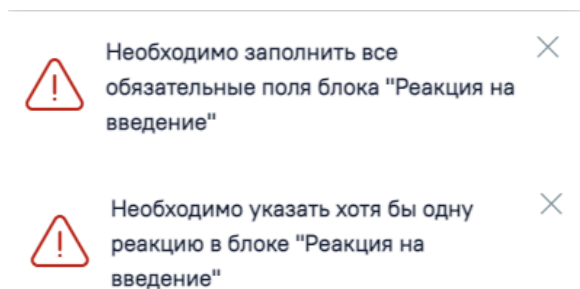 Необходимо заполнить все
обязательные поля блока "Реакция на
введение"
Необходимо указать хотя бы одну
реакцию в блоке "Реакция на
введение"